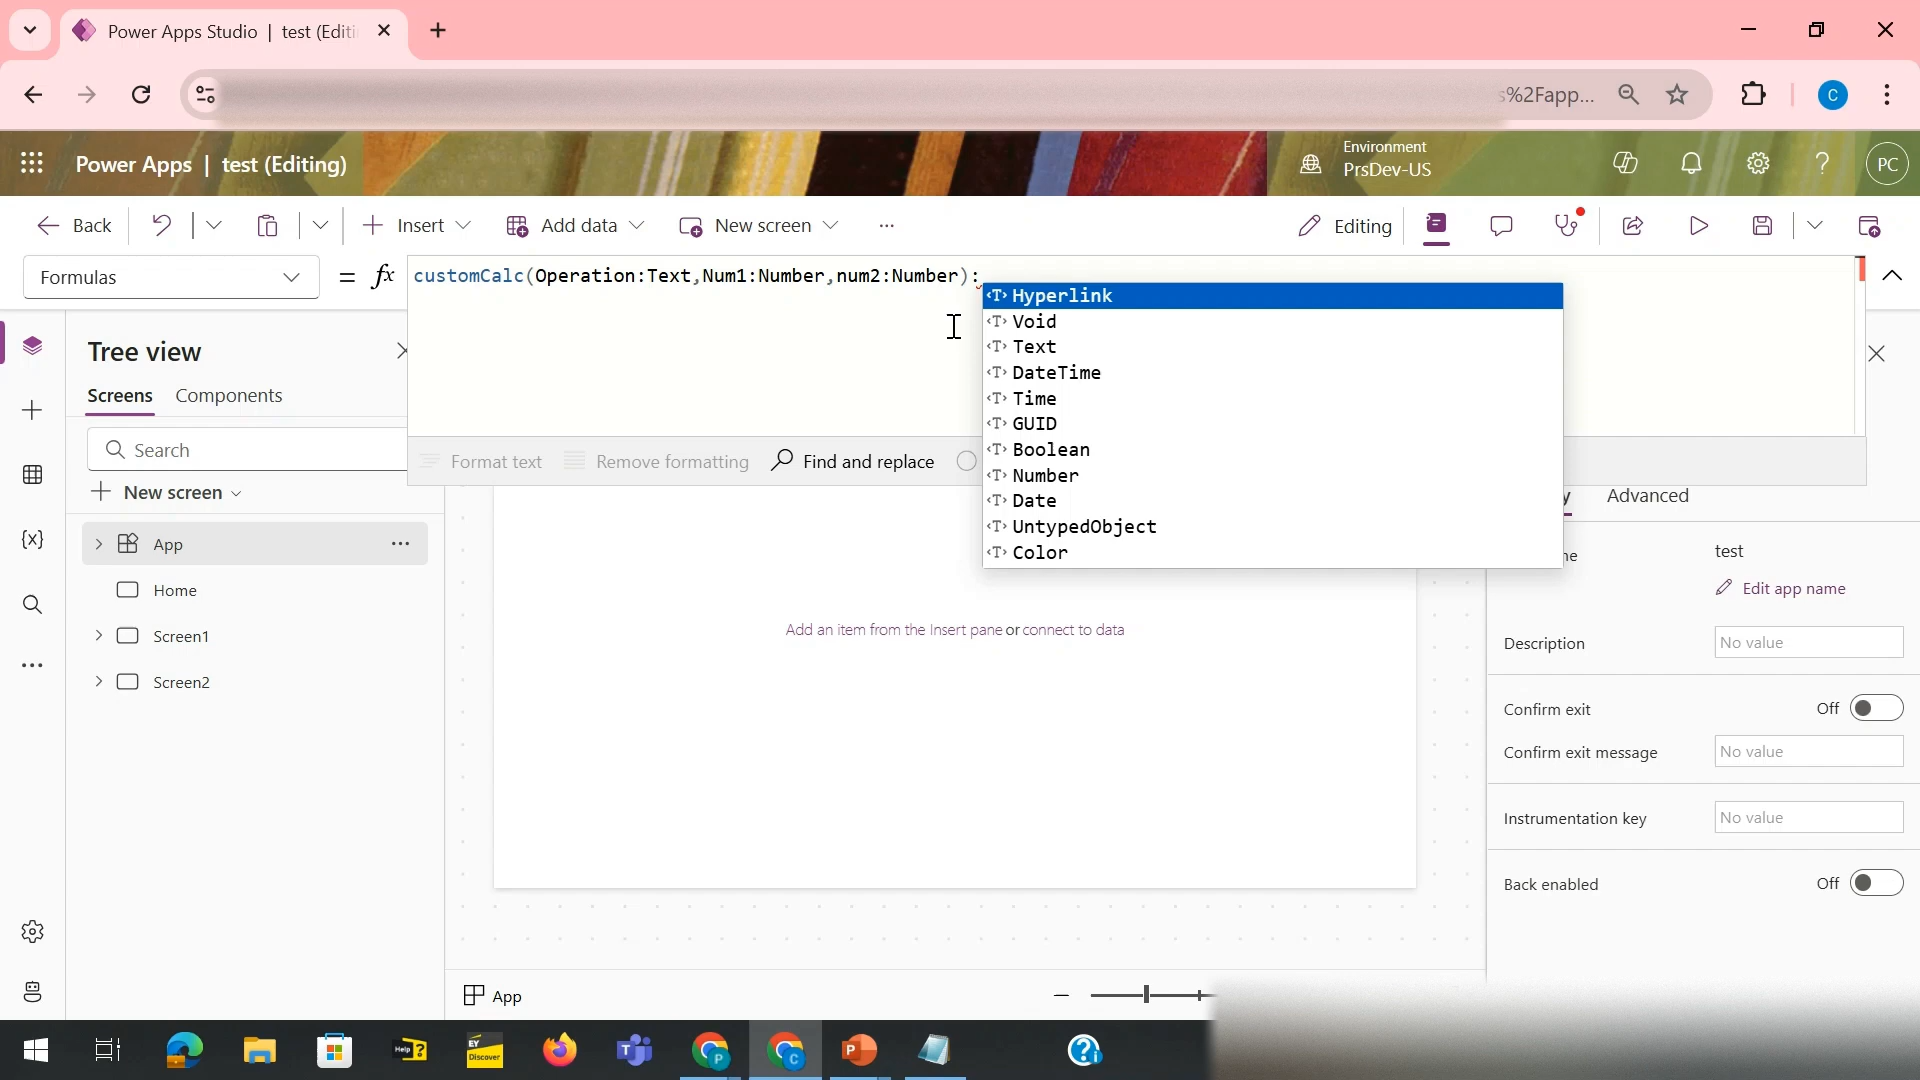 Power Apps Studio | test (Editi
s%2Fapp...
C
Power Apps | test (Editing)
Environment
PrsDev-US
PC
Back
Insert
Add data
New screen
...
Editing
Formulas
= fx
customCalc(Operation:Text,Num1:Number,num2:Number):
Hyperlink
Void
Text
DateTime
Time
GUID
Boolean
Number
Date
UntypedObject
Color
Format text
Remove formatting
Find and replace
Tree view
Screens
Components
Search
New screen
App
Home
Screen1
Screen2
Add an item from the Insert pane or connect to data
Advanced
test
Edit app name
Description
No value
Confirm exit
Off
Confirm exit message
No value
Instrumentation key
No value
Back enabled
Off
App
Help ?
EY
Discover
T
P
C
P